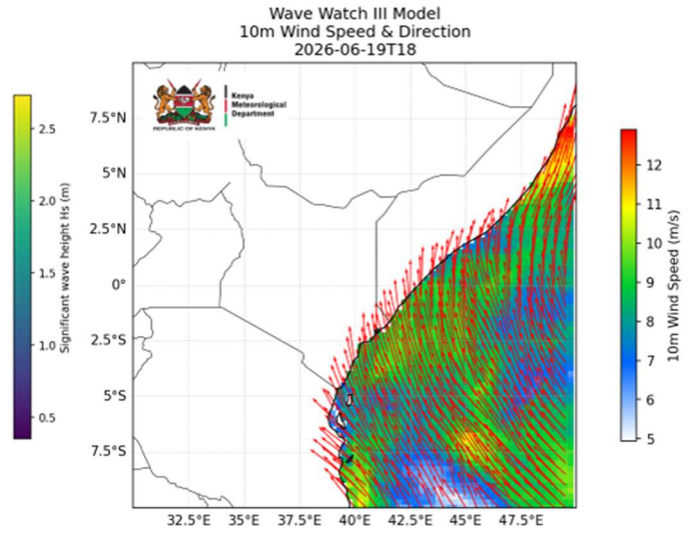 Wave Watch III Model
10m Wind Speed & Direction
2026-06-19T18
Kenya
Meteorological
Department
REPUBLIC OF KENYA
7.5°N
5°N
2.5°N
0°
2.5°S
5°S
7.5°S
32.5°E 35°E 37.5°E 40°E 42.5°E 45°E 47.5°E
2.5
2.0
1.5
1.0
0.5
Significant wave height Hs (m)
12
11
10
9
8
7
6
5
10m Wind Speed (m/s)